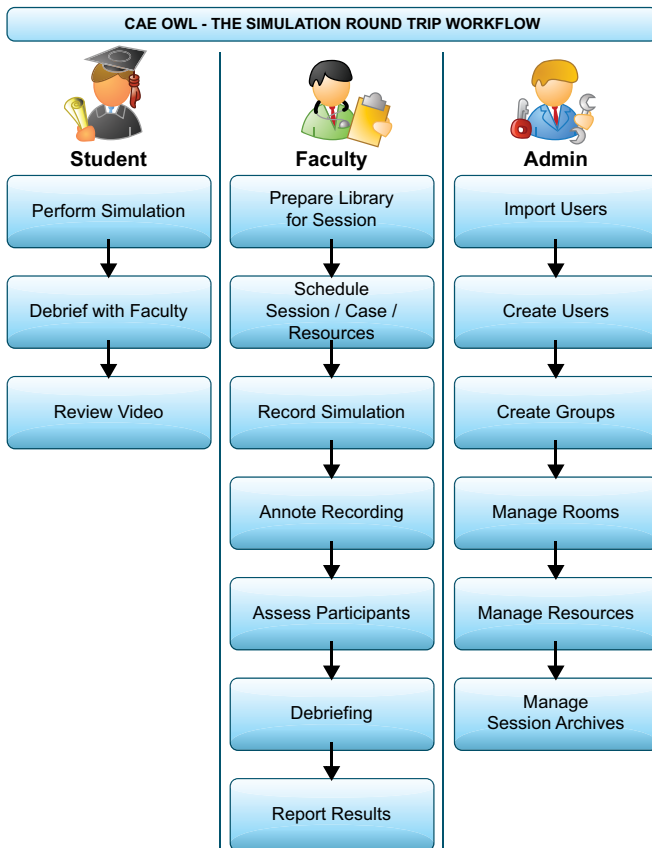 CAE OWL - THE SIMULATION ROUND TRIP WORKFLOW
Student
Perform Simulation
Debrief with Faculty
Review Video
Faculty
Prepare Library
for Session
Schedule
Session / Case /
Resources
Record Simulation
Annote Recording
Assess Participants
Debriefing
Report Results
Admin
Import Users
Create Users
Create Groups
Manage Rooms
Manage Resources
Manage
Session Archives